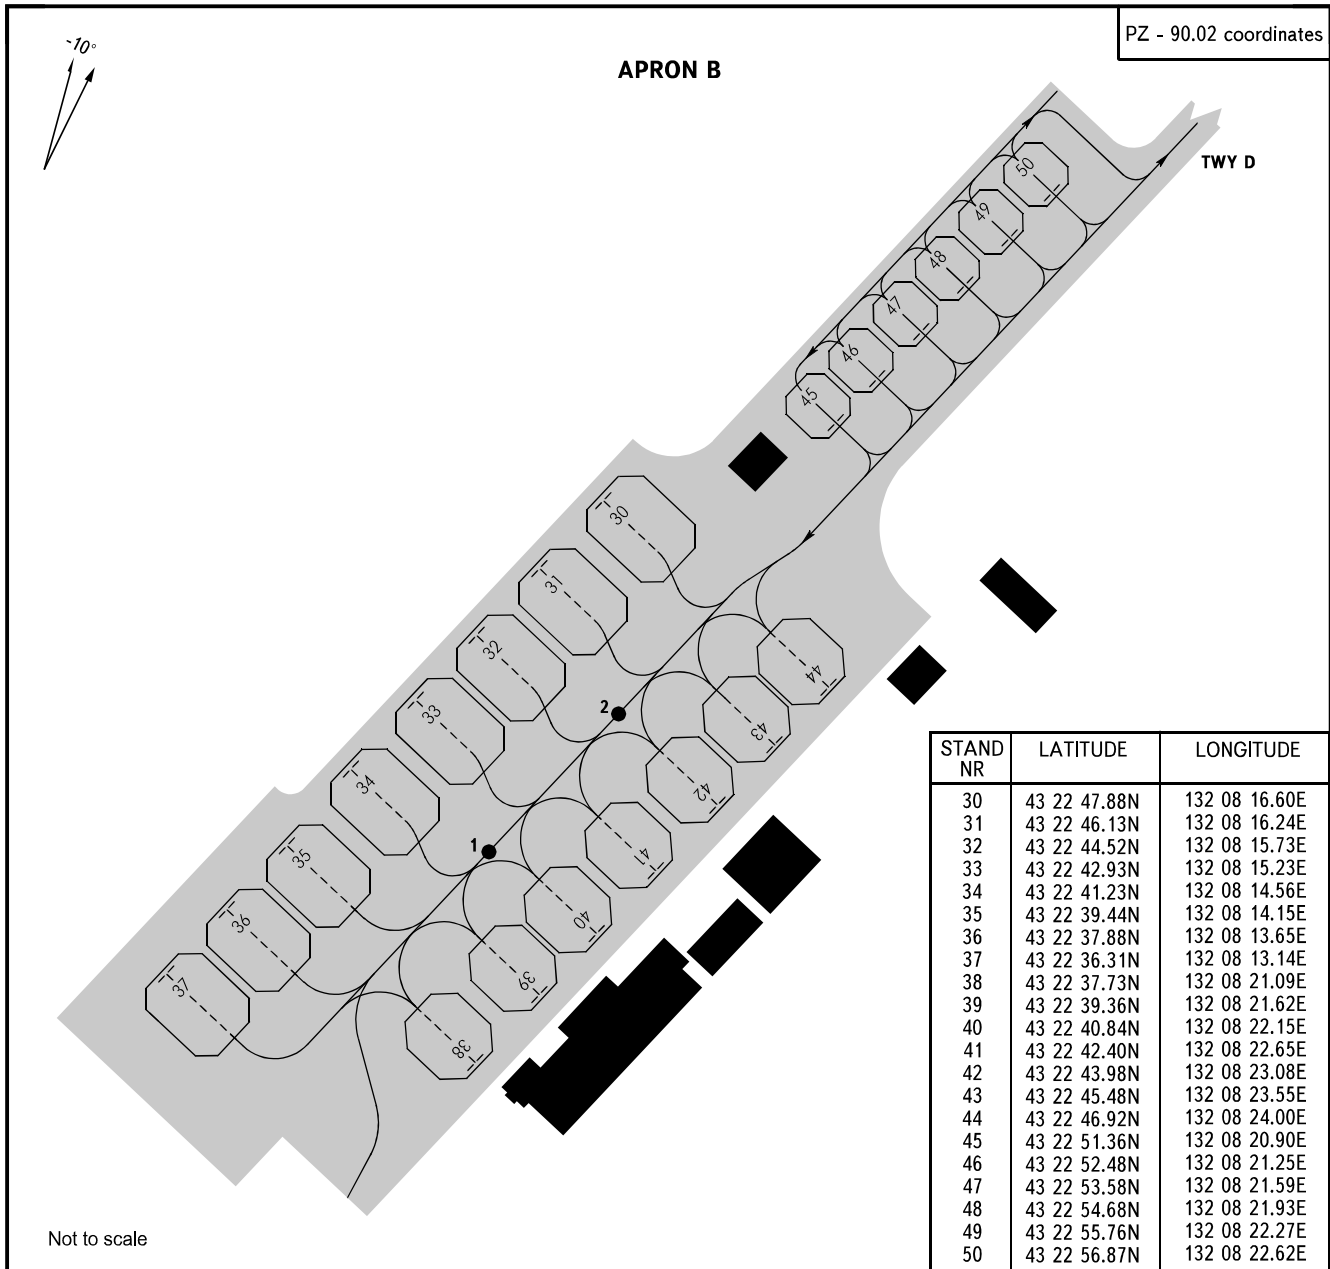 PZ - 90.02 coordinates
-10°
APRON B
TWY D
50
49
48
47
46
45
30
31
32
33
34
35
36
37
44
43
42
41
40
39
38
2
1
STAND NR LATITUDE LONGITUDE
30 43 22 47.88N 132 08 16.60E
31 43 22 46.13N 132 08 16.24E
32 43 22 44.52N 132 08 15.73E
33 43 22 42.93N 132 08 15.23E
34 43 22 41.23N 132 08 14.56E
35 43 22 39.44N 132 08 14.15E
36 43 22 37.88N 132 08 13.65E
37 43 22 36.31N 132 08 13.14E
38 43 22 37.73N 132 08 21.09E
39 43 22 39.36N 132 08 21.62E
40 43 22 40.84N 132 08 22.15E
41 43 22 42.40N 132 08 22.65E
42 43 22 43.98N 132 08 23.08E
43 43 22 45.48N 132 08 23.55E
44 43 22 46.92N 132 08 24.00E
45 43 22 51.36N 132 08 20.90E
46 43 22 52.48N 132 08 21.25E
47 43 22 53.58N 132 08 21.59E
48 43 22 54.68N 132 08 21.93E
49 43 22 55.76N 132 08 22.27E
50 43 22 56.87N 132 08 22.62E
Not to scale